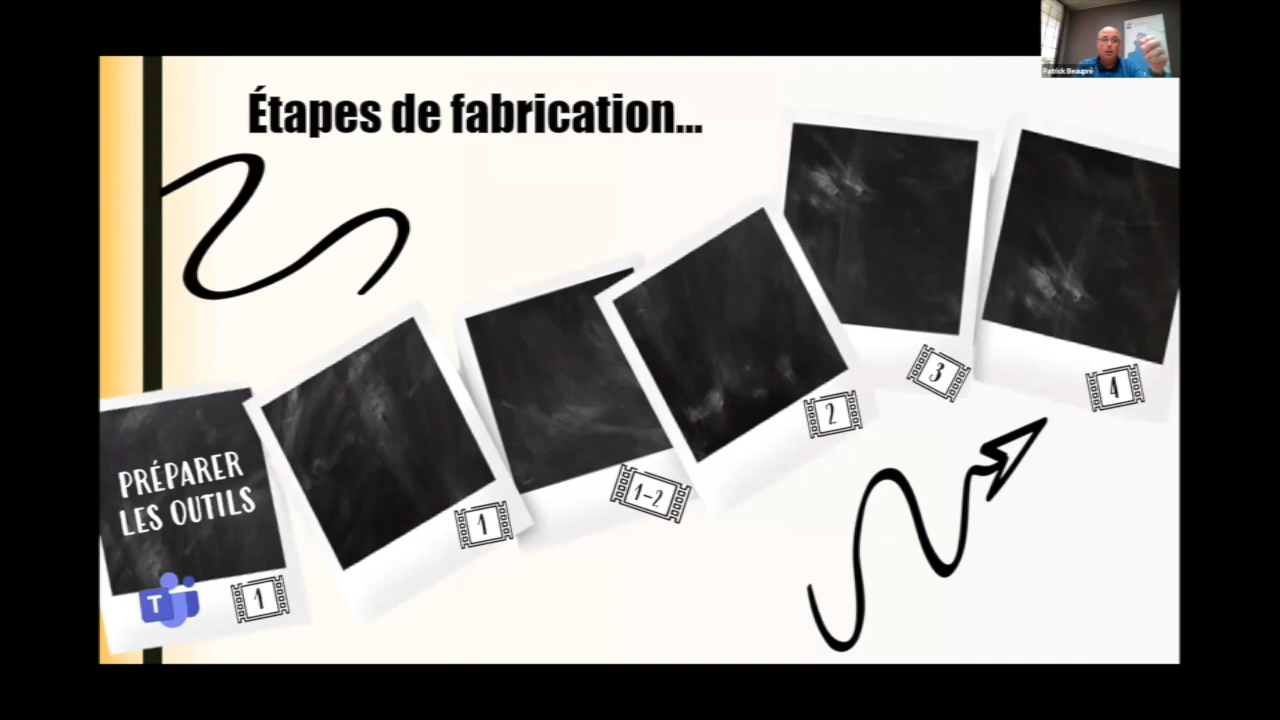 Patrick Beaupré
Étapes de fabrication...
PRÉPARER
LES OUTILS
T
1
1
1-2
2
3
4